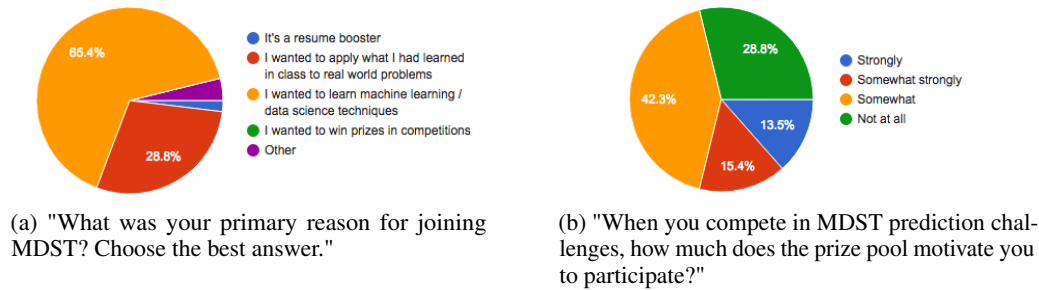 65.4%
28.8%
It's a resume booster
I wanted to apply what I had learned
in class to real world problems
I wanted to learn machine learning /
data science techniques
I wanted to win prizes in competitions
Other
(a) "What was your primary reason for joining
MDST? Choose the best answer."
28.8%
42.3%
13.5%
15.4%
Strongly
Somewhat strongly
Somewhat
Not at all
(b) "When you compete in MDST prediction chal-
lenges, how much does the prize pool motivate you
to participate?"